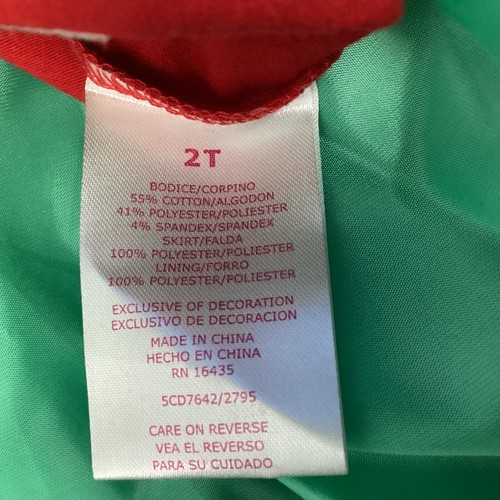 2T
BODICE/CORPINO
55% COTTON/ALGODON
41% POLYESTER/POLIESTER
4% SPANDEX/SPANDEX
SKIRT/FALDA
100% POLYESTER/POLIESTER
LINING/FORRO
100% POLYESTER/POLIESTER
EXCLUSIVE OF DECORATION
EXCLUSIVO DE DECORACION
MADE IN CHINA
HECHO EN CHINA
RN 16435
5CD7642/2795
CARE ON REVERSE
VEA EL REVERSO
PARA SU CUIDADO